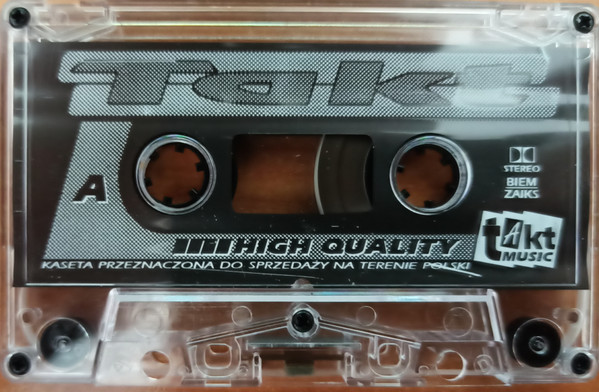 Takt
A
STEREO
BIEM
ZAIKS
HIGH QUALITY
tAkt
MUSIC
KASETA PRZEZNACZONA DO SPRZEDAŻY NA TERENIE POLSKI